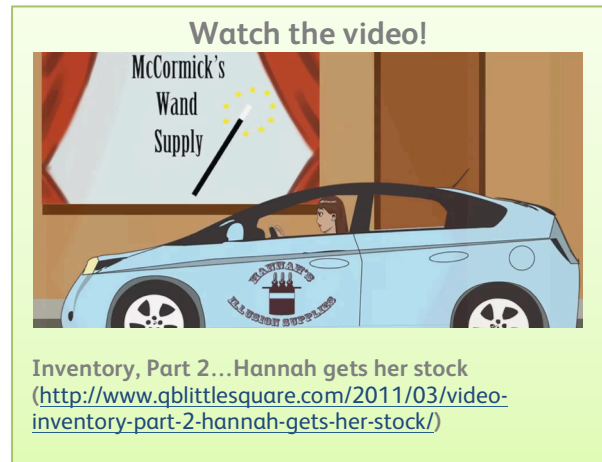 Watch the video!
McCormick's
Wand
Supply
HANNAH'S
ILLUSION SUPPLIES
Inventory, Part 2...Hannah gets her stock
(http://www.qblittlesquare.com/2011/03/video-
inventory-part-2-hannah-gets-her-stock/)